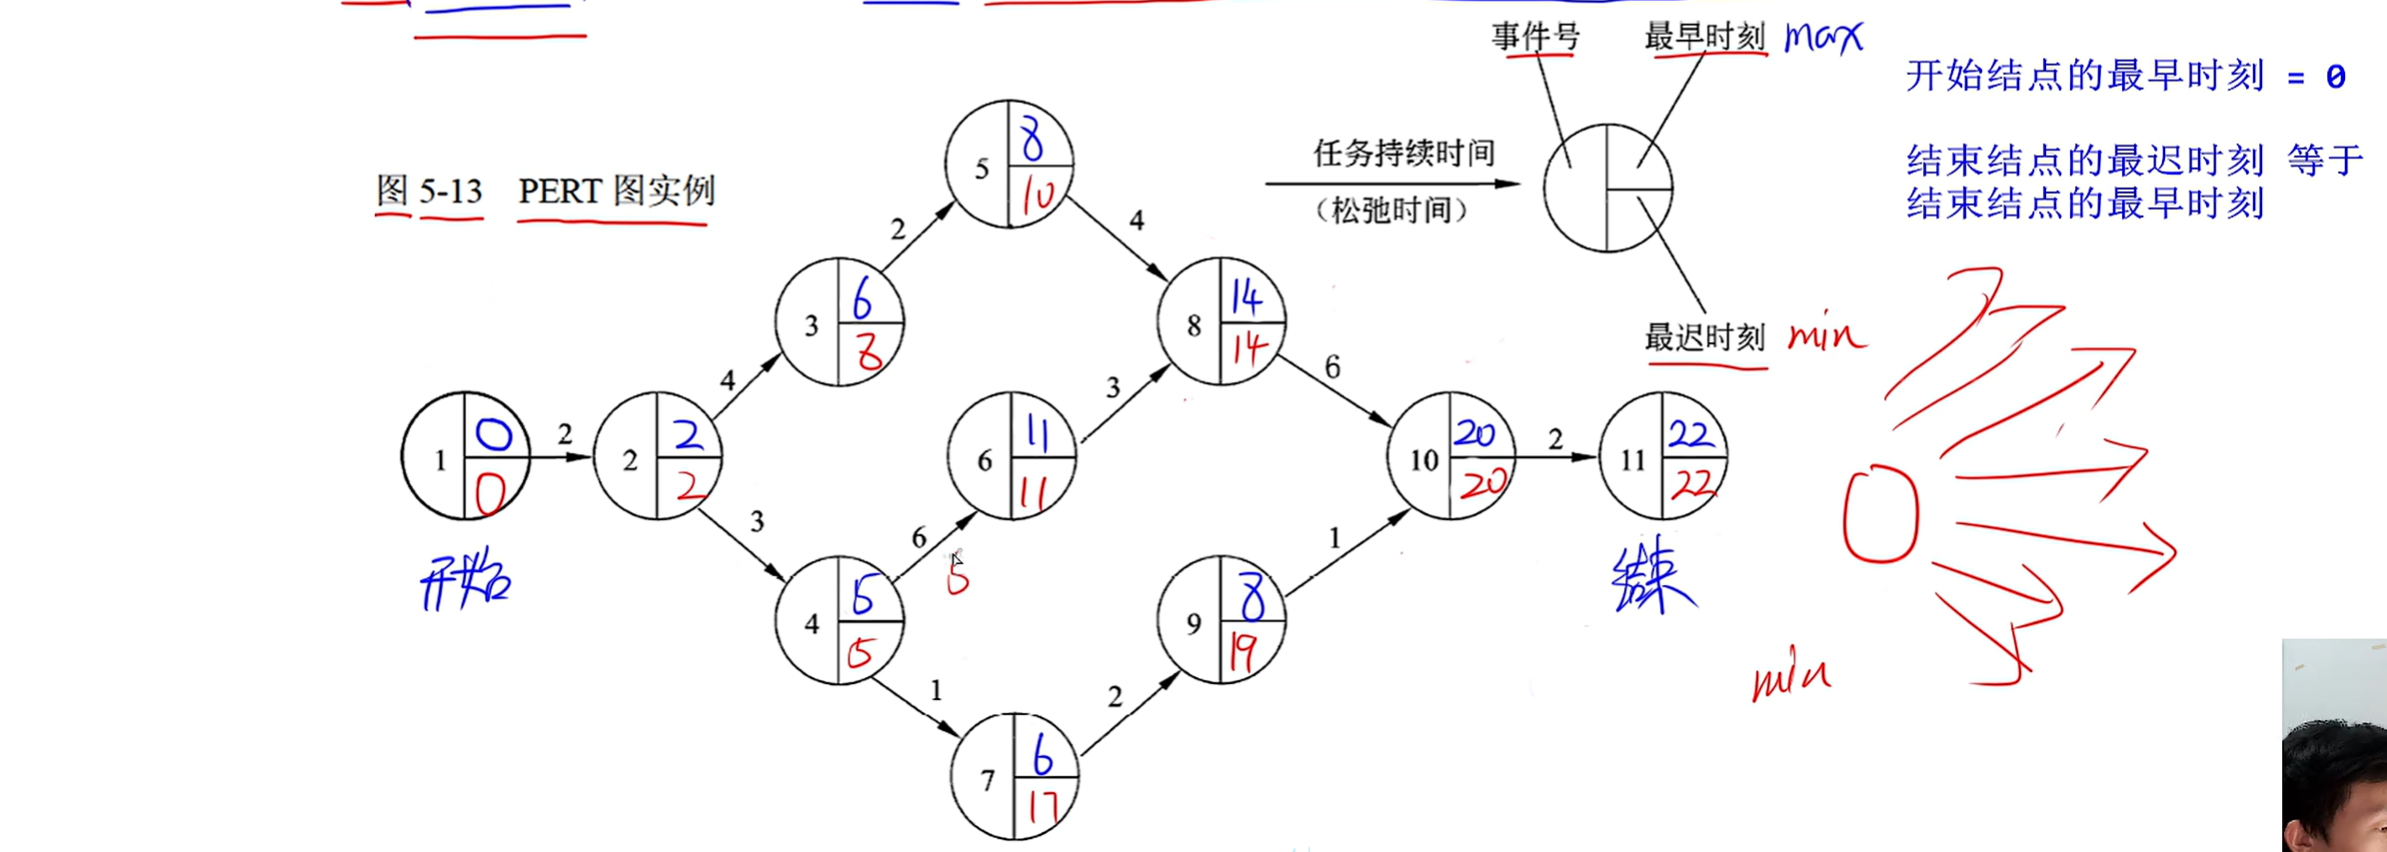 事件号 最早时刻 max
开始结点的最早时刻 = 0
任务持续时间
(松弛时间)
结束结点的最迟时刻 等于
结束结点的最早时刻
最迟时刻 min
图 5-13 PERT 图实例
5 8 10
2 4
3 6 8
8 14 14
4 3 6
1 0 0
2
2 2 2
6 11 11
10 20 20
2
11 22 22
3 6 5 1
开始
结束
4 5 5
9 8 19
1 2
min
7 6 17